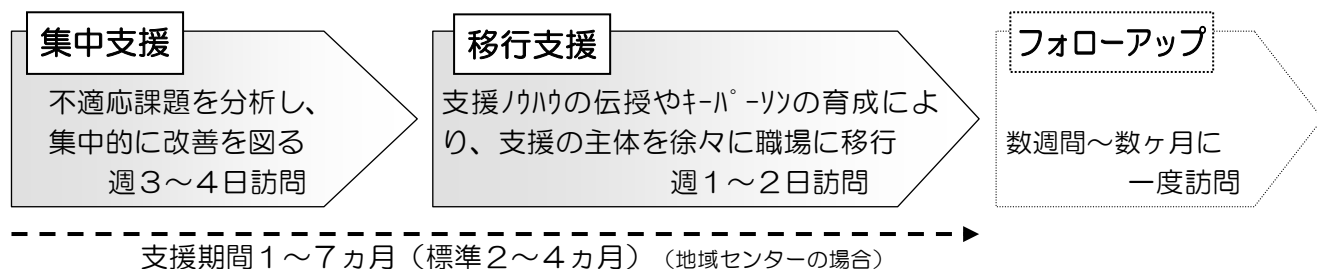 集中支援
不適応課題を分析し、
集中的に改善を図る
週３～４日訪問
移行支援
支援ﾉｳﾊｳの伝授やｷｰﾊﾟｰｿﾝの育成によ
り、支援の主体を徐々に職場に移行
週１～２日訪問
フォローアップ
数週間～数ヶ月に
一度訪問
支援期間１～７ヵ月（標準２～４ヵ月）（地域センターの場合）